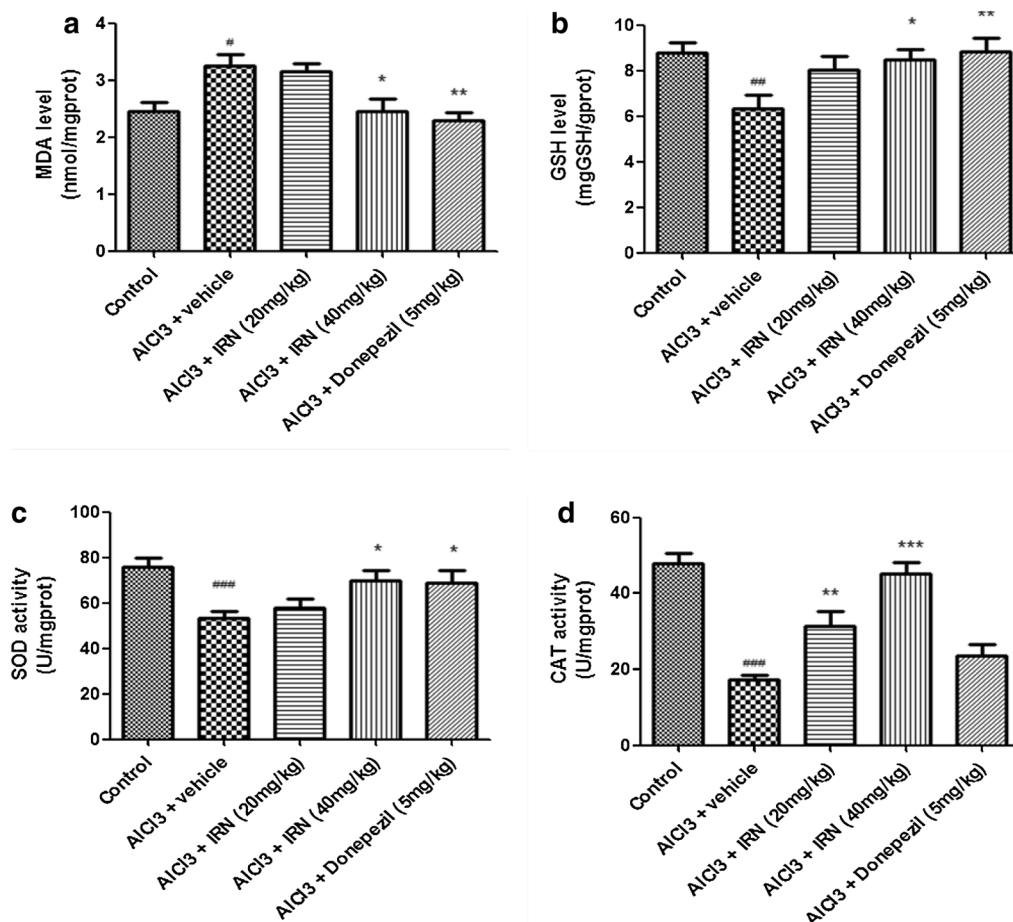 a
MDA level
(nmol/mgprot)
4
3
2
1
0
#
*
**
Control
AlCl3 + vehicle
AlCl3 + IRN (20mg/kg)
AlCl3 + IRN (40mg/kg)
AlCl3 + Donepezil (5mg/kg)
b
GSH level
(mgGSH/gprot)
10
8
6
4
2
0
##
*
**
Control
AlCl3 + vehicle
AlCl3 + IRN (20mg/kg)
AlCl3 + IRN (40mg/kg)
AlCl3 + Donepezil (5mg/kg)
c
SOD activity
(U/mgprot)
100
80
60
40
20
0
###
*
*
Control
AlCl3 + vehicle
AlCl3 + IRN (20mg/kg)
AlCl3 + IRN (40mg/kg)
AlCl3 + Donepezil (5mg/kg)
d
CAT activity
(U/mgprot)
60
40
20
0
###
**
***
Control
AlCl3 + vehicle
AlCl3 + IRN (20mg/kg)
AlCl3 + IRN (40mg/kg)
AlCl3 + Donepezil (5mg/kg)